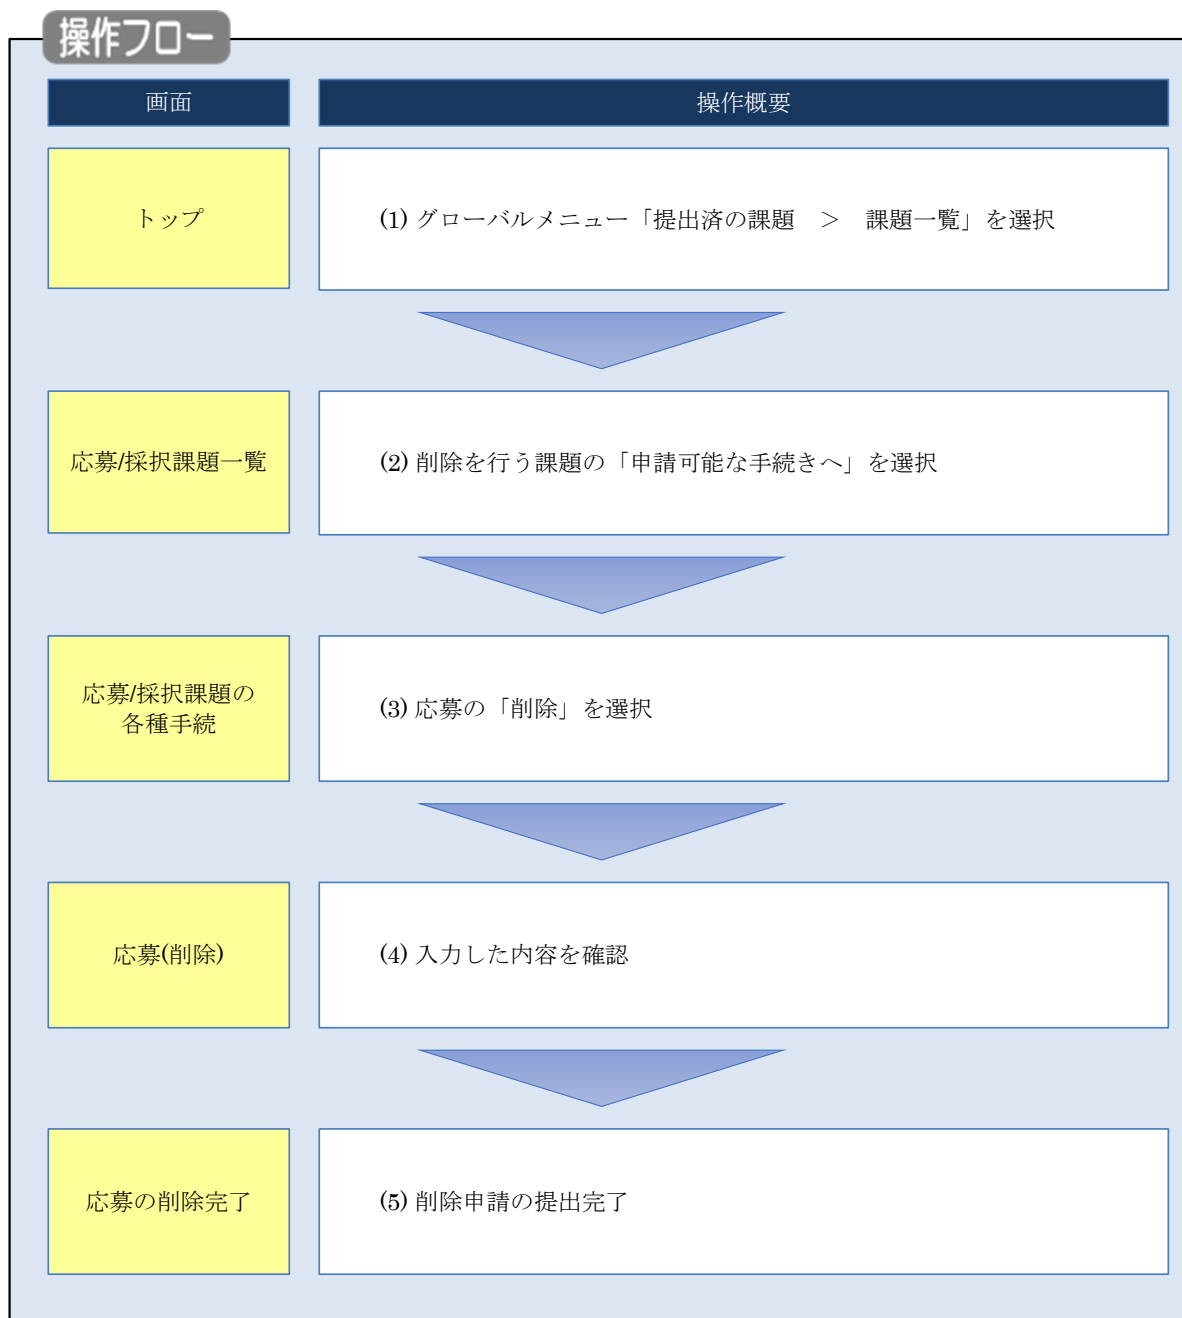 操作フロー
画面
操作概要
トップ
(1) グローバルメニュー「提出済の課題　＞　課題一覧」を選択
応募/採択課題一覧
(2) 削除を行う課題の「申請可能な手続きへ」を選択
応募/採択課題の
各種手続
(3) 応募の「削除」を選択
応募(削除)
(4) 入力した内容を確認
応募の削除完了
(5) 削除申請の提出完了